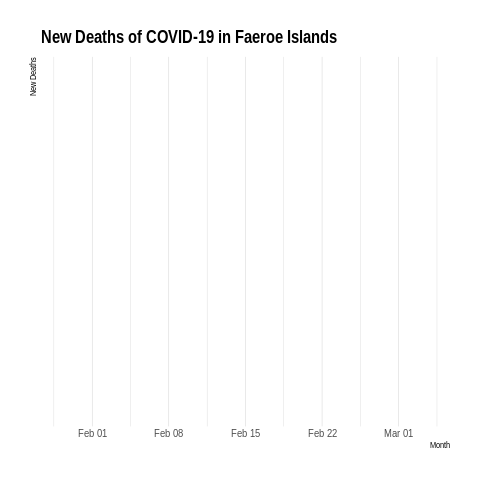 New Deaths of COVID-19 in Faeroe Islands
New Deaths
Feb 01 Feb 08 Feb 15 Feb 22 Mar 01
Month